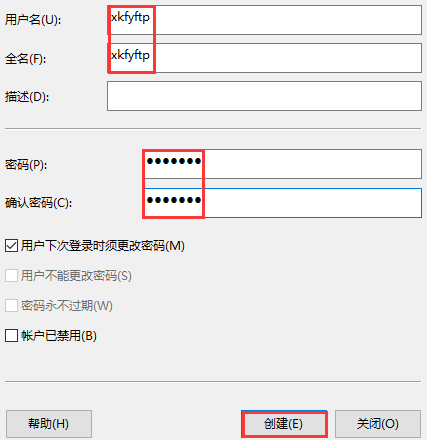 用户名(U): xkfyftp
全名(F): xkfyftp
描述(D):
密码(P): ●●●●●●●
确认密码(C): ●●●●●●●
用户下次登录时须更改密码(M)
用户不能更改密码(S)
密码永不过期(W)
帐户已禁用(B)
帮助(H) 创建(E) 关闭(O)